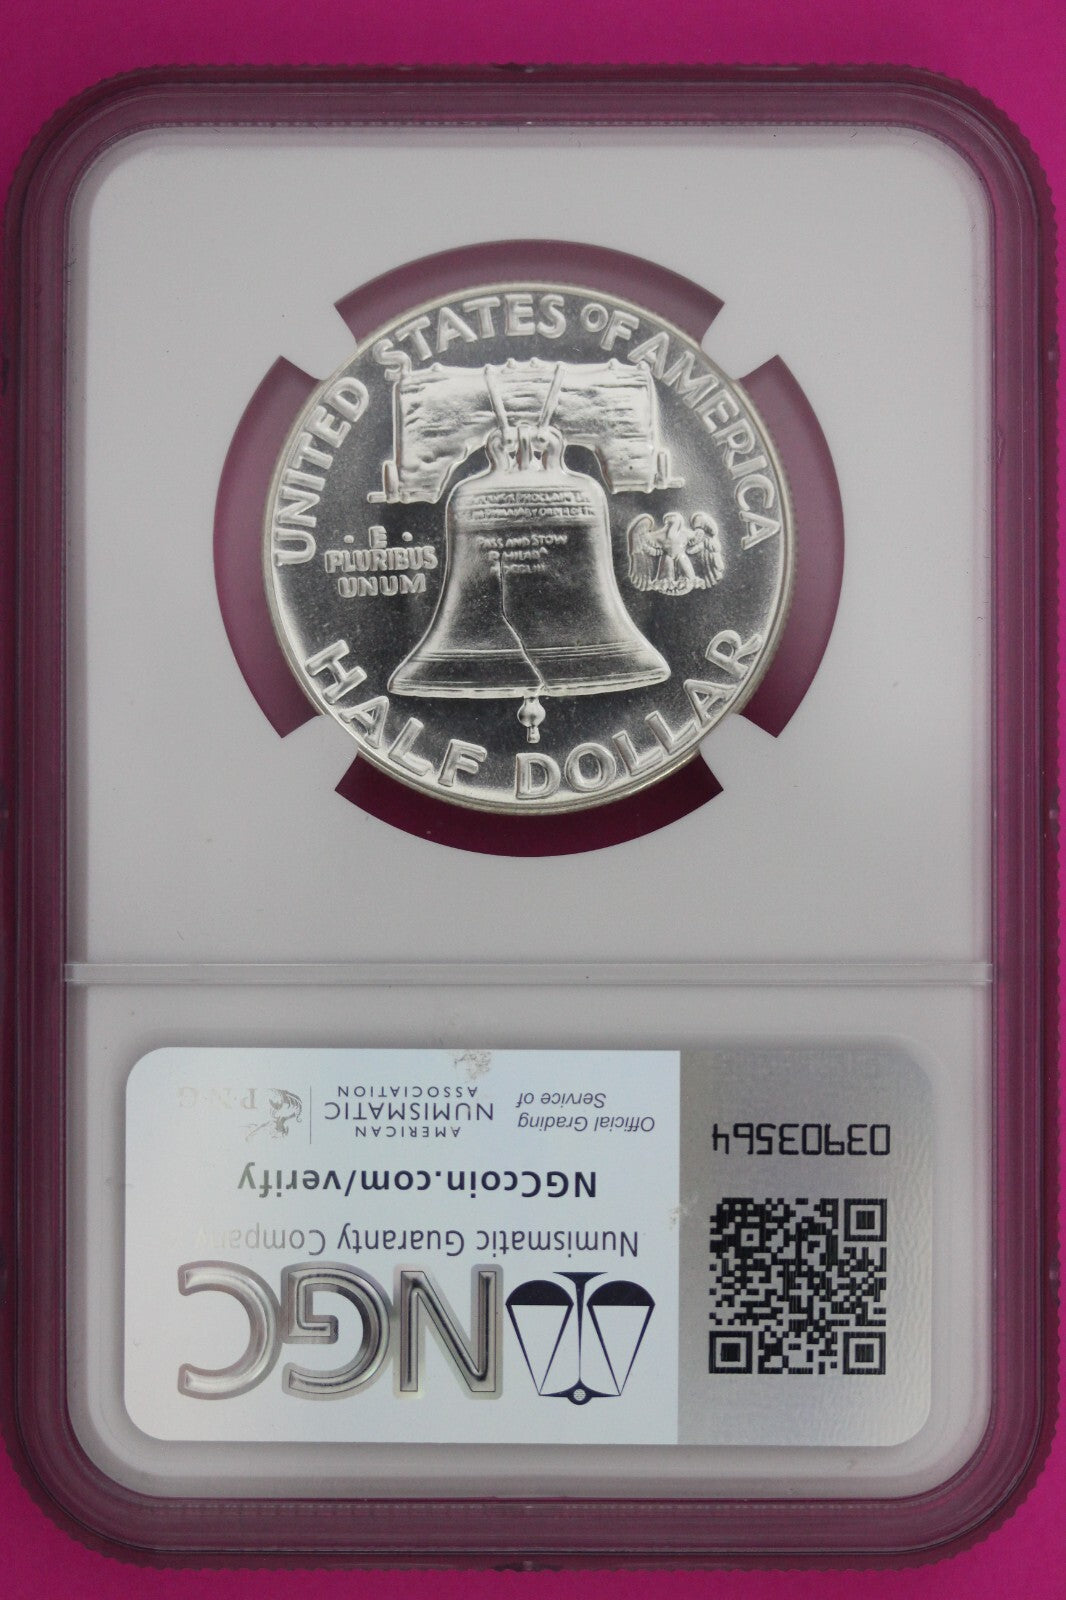 UNITED STATES OF AMERICA
· E ·
PLURIBUS
UNUM
PASS AND STOW
HALF DOLLAR
NGC
Numismatic Guaranty Company
NGCcoin.com/verify
Official Grading
Service of
AMERICAN
NUMISMATIC
ASSOCIATION
P·N·G
03903564